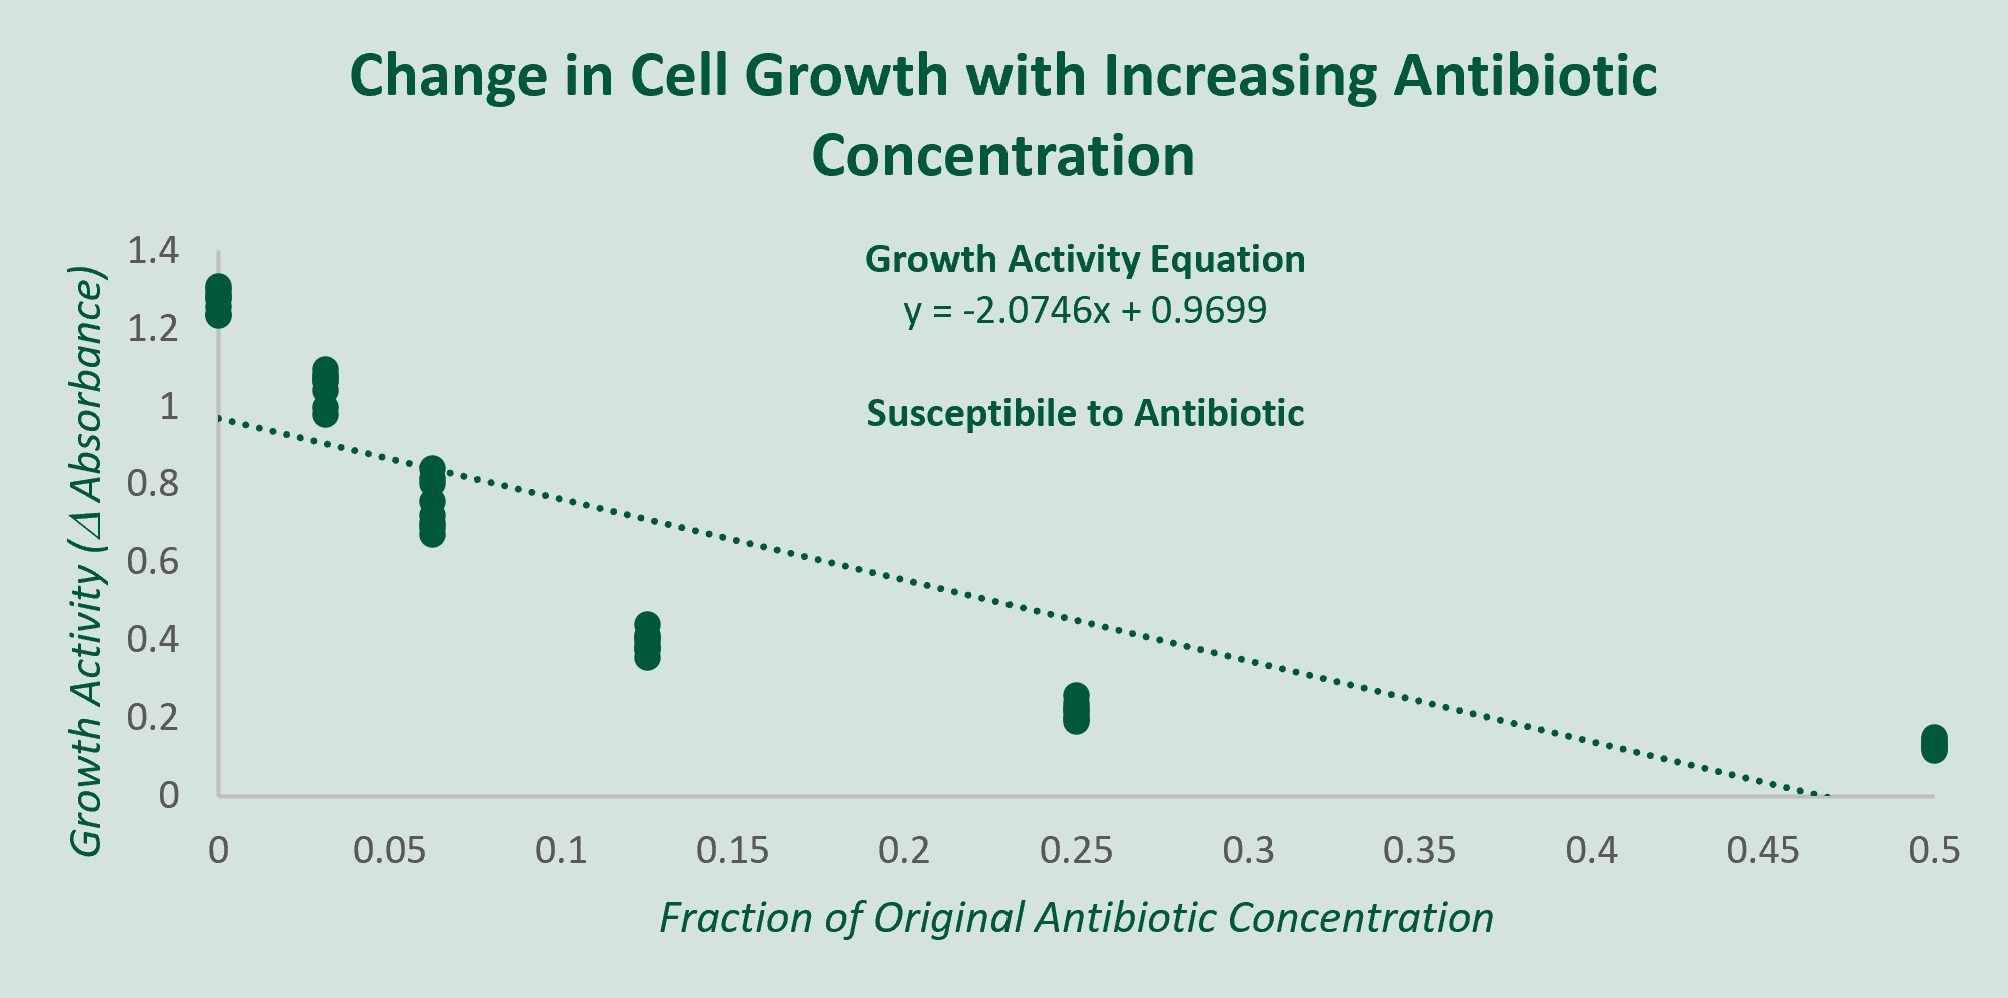 Change in Cell Growth with Increasing Antibiotic
Concentration
Growth Activity Equation
y = -2.0746x + 0.9699
Susceptibile to Antibiotic
Growth Activity (Δ Absorbance)
1.4
1.2
1
0.8
0.6
0.4
0.2
0
0 0.05 0.1 0.15 0.2 0.25 0.3 0.35 0.4 0.45 0.5
Fraction of Original Antibiotic Concentration